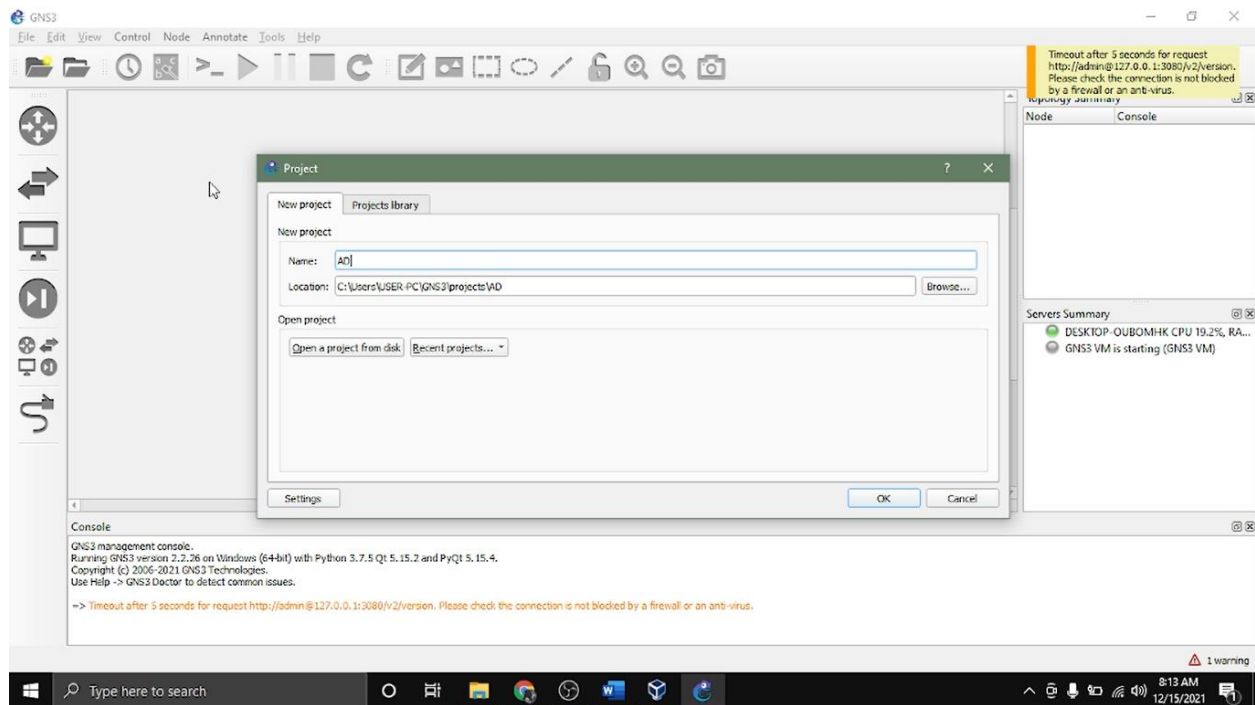 GNS3
File Edit View Control Node Annotate Tools Help
Timeout after 5 seconds for request
http://admin@127.0.0.1:3080/v2/version.
Please check the connection is not blocked
by a firewall or an anti-virus.
Topology Summary
Node Console
Project
New project Projects library
New project
Name: AD
Location: C:\Users\USER-PC\GNS3\projects\AD Browse...
Open project
Open a project from disk Recent projects...
Settings OK Cancel
Servers Summary
DESKTOP-OUBOMHK CPU 19.2%, RA...
GNS3 VM is starting (GNS3 VM)
Console
GNS3 management console.
Running GNS3 version 2.2.26 on Windows (64-bit) with Python 3.7.5 Qt 5.15.2 and PyQt 5.15.4.
Copyright (c) 2006-2021 GNS3 Technologies.
Use Help -> GNS3 Doctor to detect common issues.
=> Timeout after 5 seconds for request http://admin@127.0.0.1:3080/v2/version. Please check the connection is not blocked by a firewall or an anti-virus.
1 warning
Type here to search
8:13 AM
12/15/2021